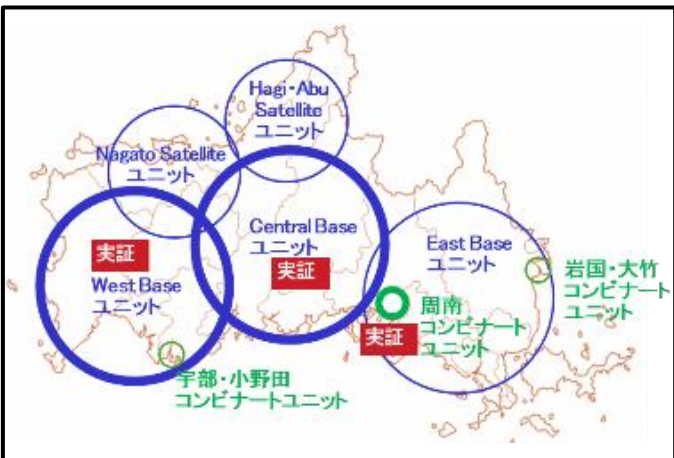 Hagi・Abu
Satellite
ユニット
Nagato Satellite
ユニット
Central Base
ユニット
実証
East Base
ユニット
実証
West Base
ユニット
岩国・大竹
コンビナート
ユニット
周南
コンビナート
ユニット
実証
宇部・小野田
コンビナートユニット